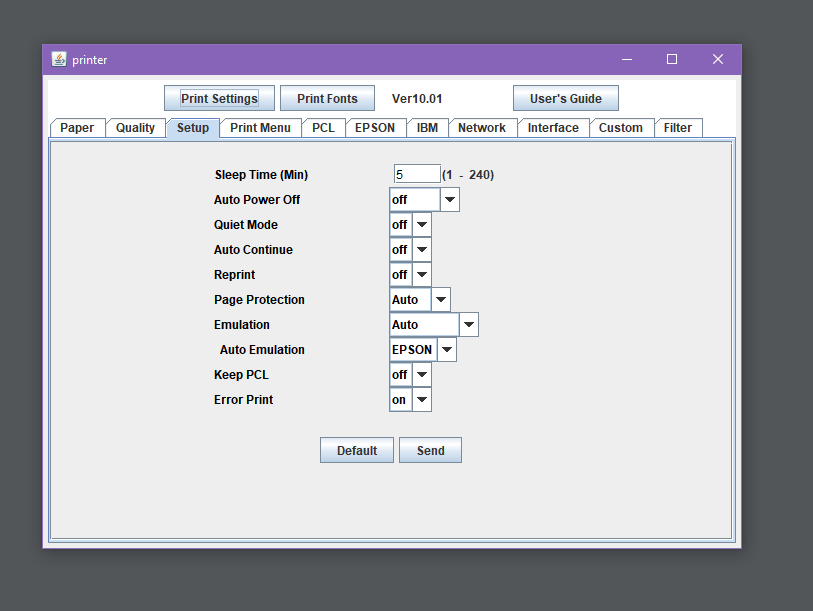 printer
Print Settings Print Fonts Ver10.01 User's Guide
Paper Quality Setup Print Menu PCL EPSON IBM Network Interface Custom Filter
Sleep Time (Min) 5 (1 - 240)
Auto Power Off off
Quiet Mode off
Auto Continue off
Reprint off
Page Protection Auto
Emulation Auto
Auto Emulation EPSON
Keep PCL off
Error Print on
Default Send